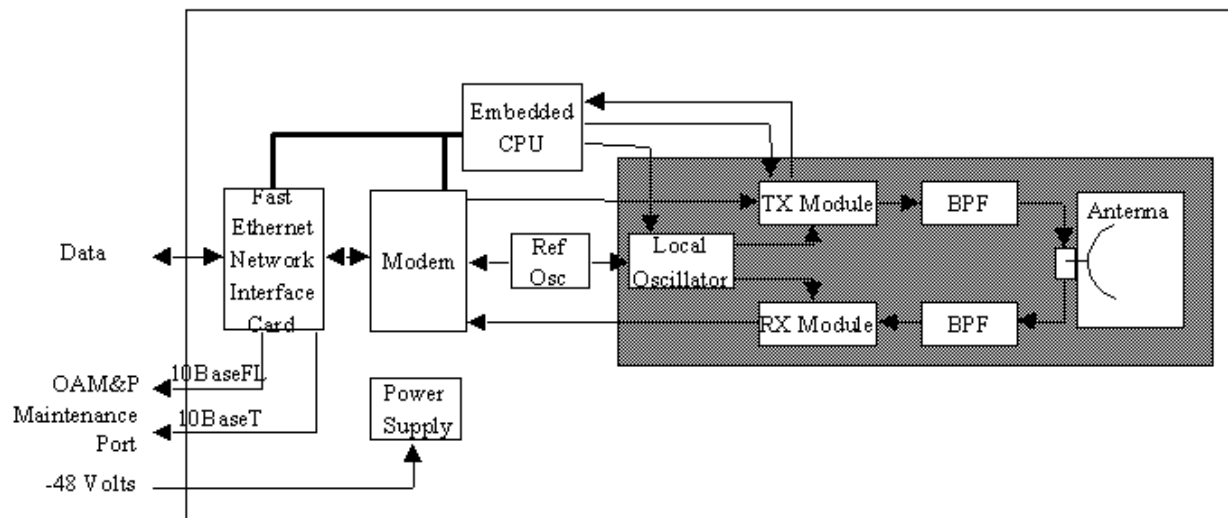 Embedded
CPU
Fast
Ethernet
Network
Interface
Card
Data
Modem
Ref
Osc
Local
Oscillator
TX Module
BPF
Antenna
RX Module
BPF
10BaseFL
OAM&P
Maintenance
Port
10BaseT
Power
Supply
-48 Volts